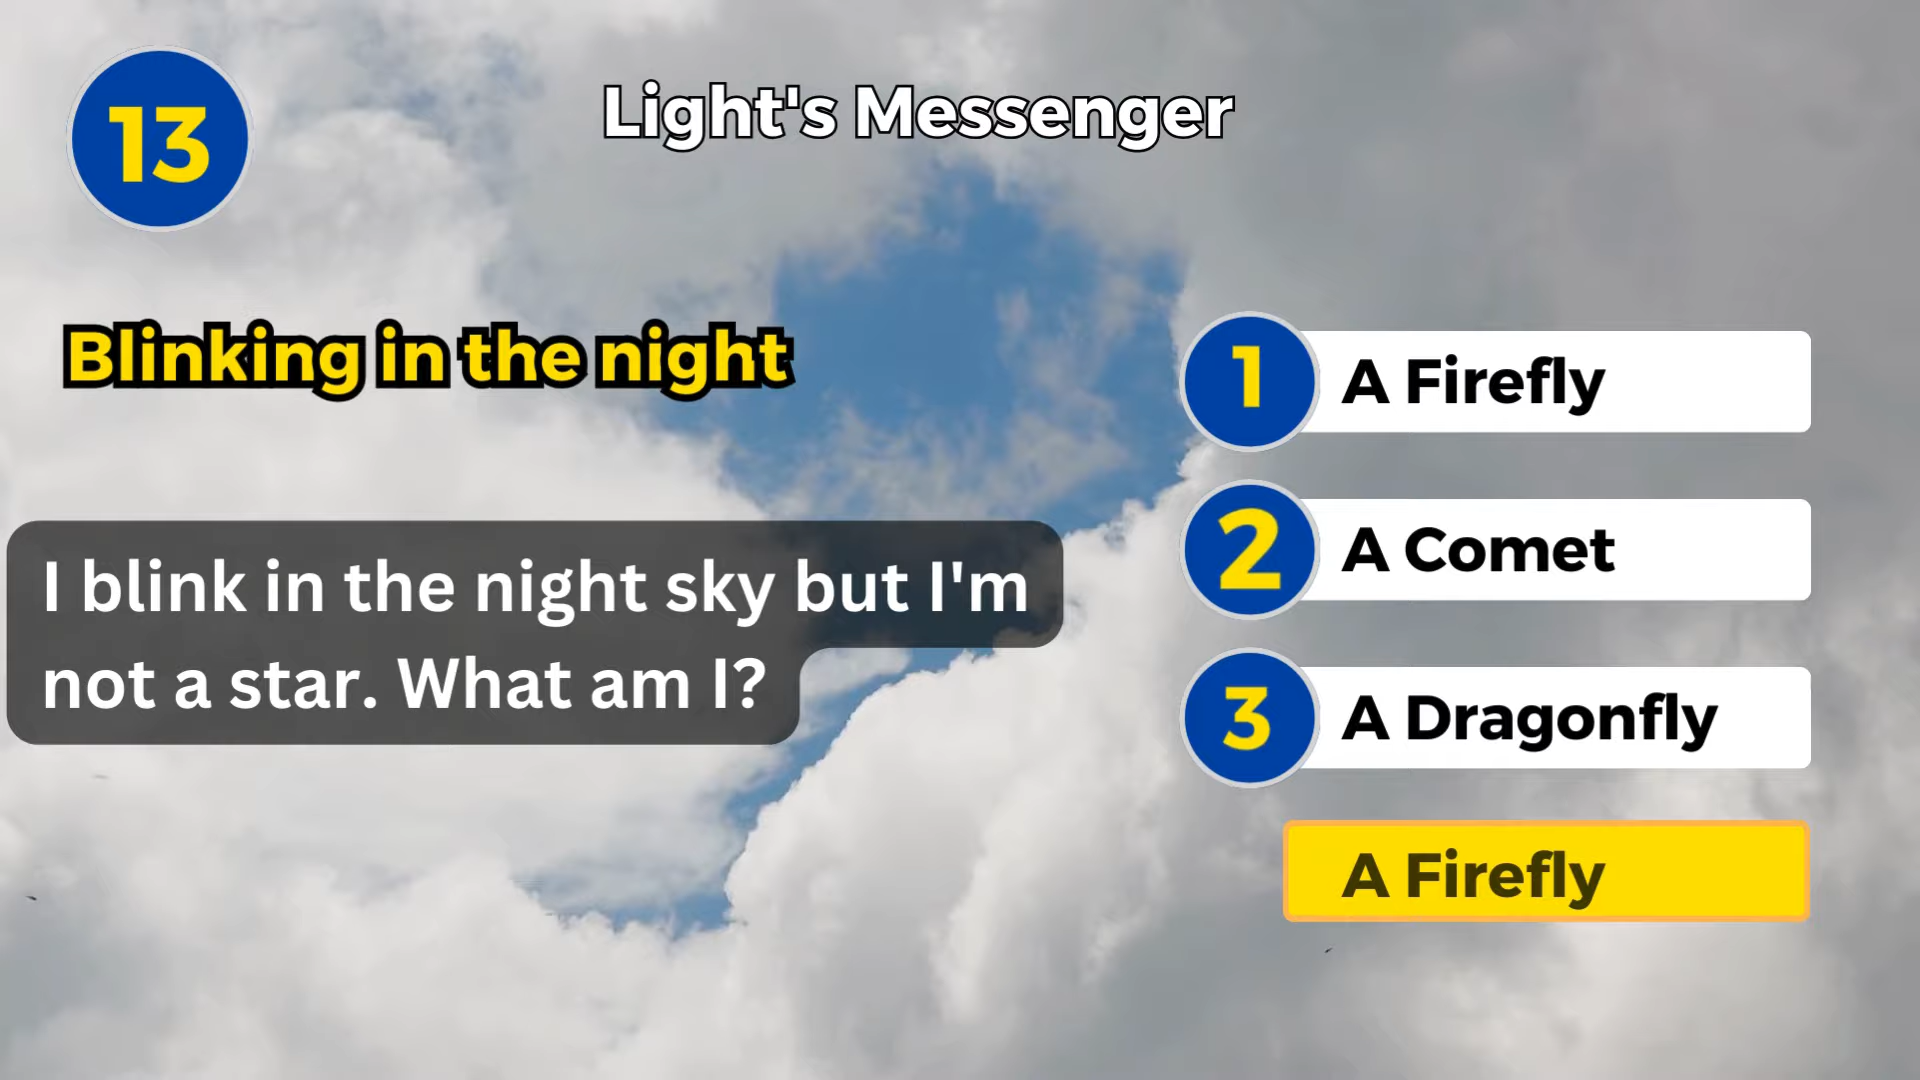 13
Light's Messenger
Blinking in the night
I blink in the night sky but I'm
not a star. What am I?
1 A Firefly
2 A Comet
3 A Dragonfly
A Firefly